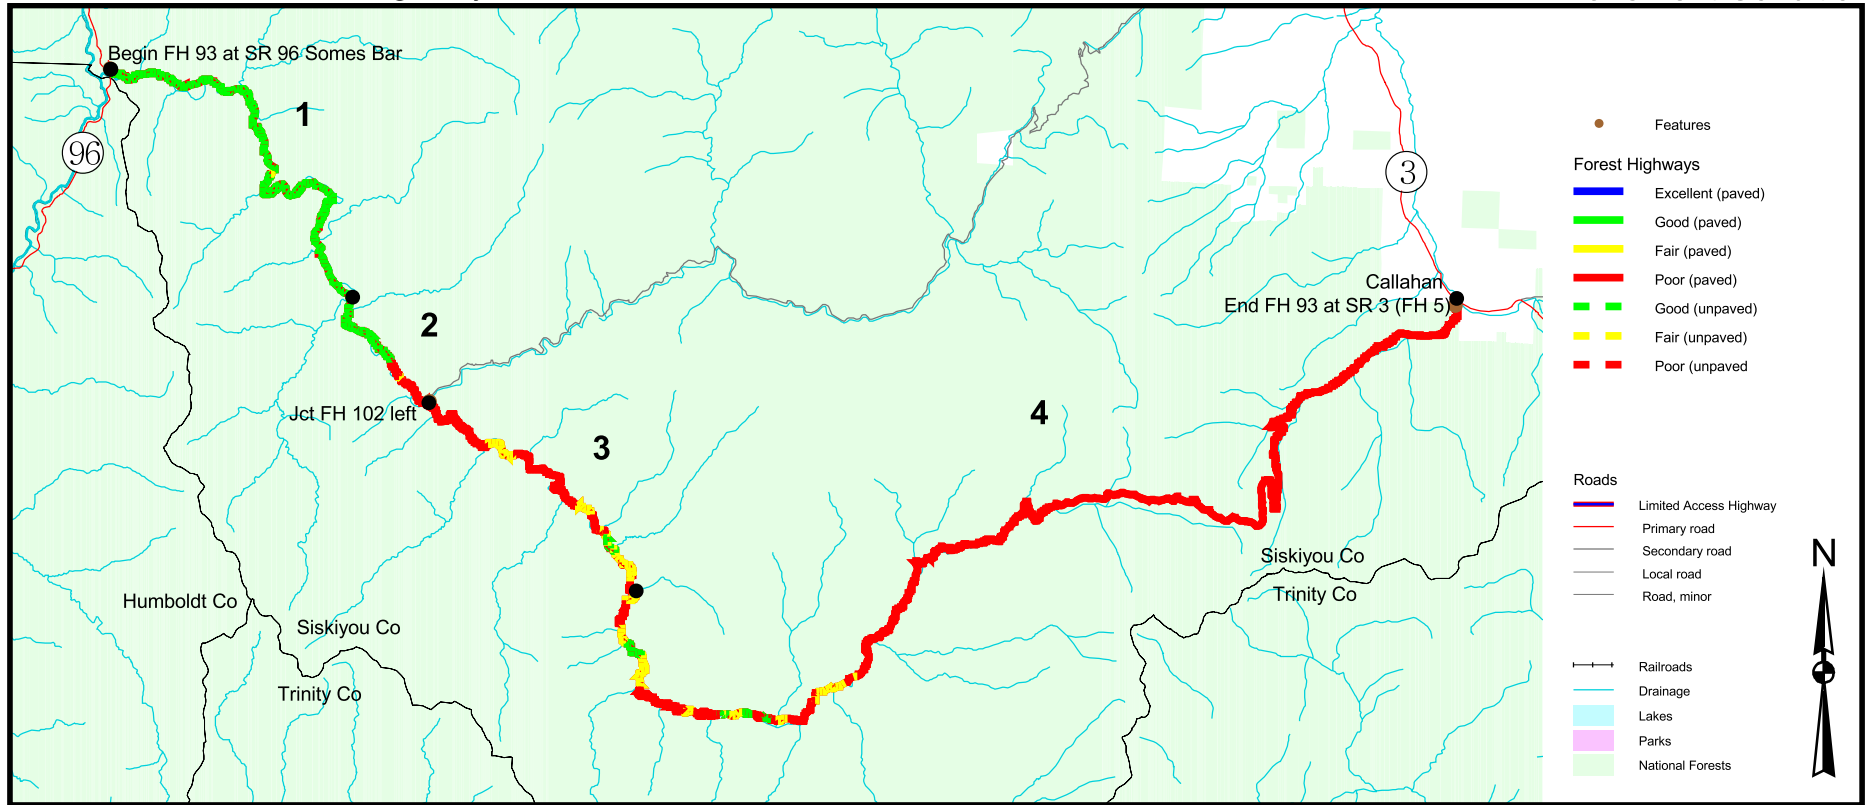 Begin FH 93 at SR 96 Somes Bar
1
96
2
Jct FH 102 left
3
4
3
Callahan
End FH 93 at SR 3 (FH 5)
Siskiyou Co
Trinity Co
Humboldt Co
Siskiyou Co
Trinity Co
Features
Forest Highways
Excellent (paved)
Good (paved)
Fair (paved)
Poor (paved)
Good (unpaved)
Fair (unpaved)
Poor (unpaved
Roads
Limited Access Highway
Primary road
Secondary road
Local road
Road, minor
Railroads
Drainage
Lakes
Parks
National Forests
N